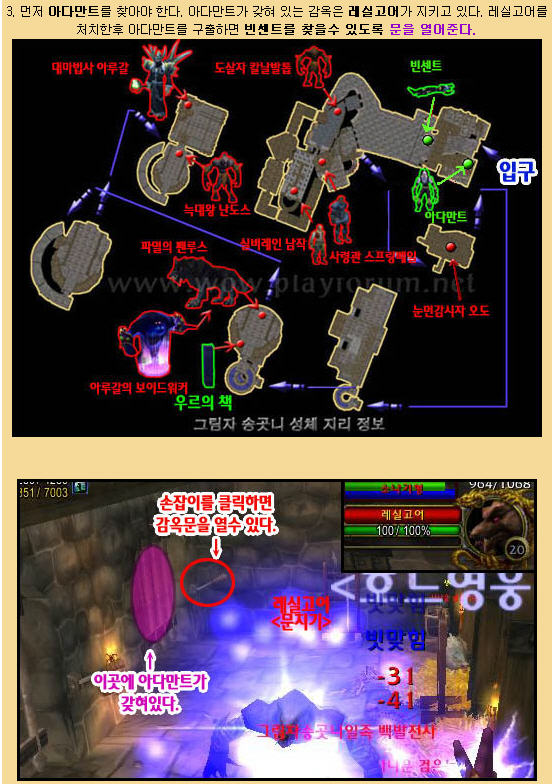 3. 먼저 아다만트를 찾아야 한다. 아다만트가 갖혀 있는 감옥은 레실고어가 지키고 있다. 레실고어를
처치한후 아다만트를 구출하면 빈센트를 찾을수 있도록 문을 열어준다.
대마법사 아루갈
도살자 칼날발톱
빈센트
입구
늑대왕 난도스
아다만트
실버레인 남작
사령관 스프링베일
파멸의 펜루스
눈먼감시자 오도
아루갈의 보이드워커
우르의 책
그림자 송곳니 성채 지리 정보
851 / 7003
964/1068
손잡이를 클릭하면
감옥문을 열수 있다.
레실고어
100 / 100%
20
레실고어
<문지기>
빗맞힘
빗맞힘
-31
-41
이곳에 아다만트가
갖혀있다.
그림자송곳니일족 백발전사